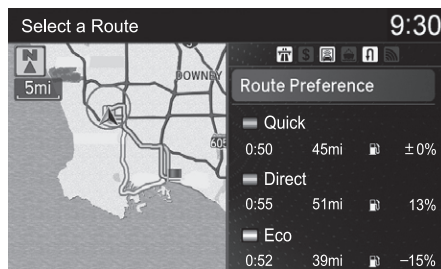 Select a Route
9:30
N
5mi
DOWNEY
605
Route Preference
Quick
0:50 45mi ±0%
Direct
0:55 51mi 13%
Eco
0:52 39mi –15%